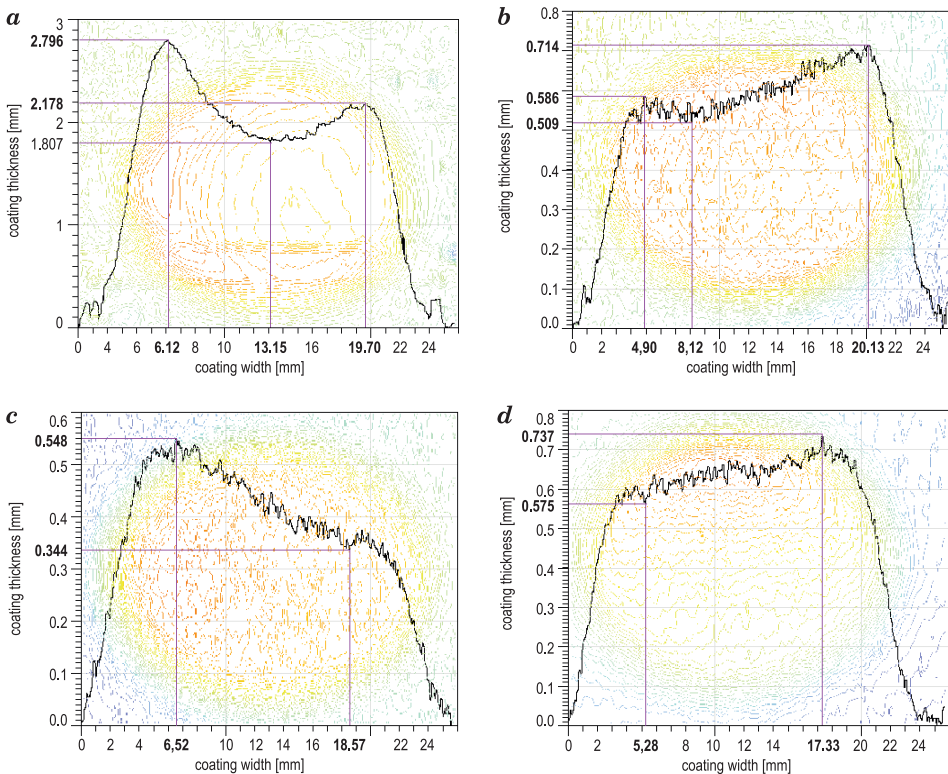 a
3
2.796
2.178
2
1.807
1
0
coating thickness [mm]
0 2 4 6.12 10 13.15 16 19.70 22 24
coating width [mm]
b
0.8
0.714
0.586
0.509
0.4
0.3
0.2
0.1
0.0
coating thickness [mm]
0 2 4,90 8,12 10 12 14 16 20.13 22 24
coating width [mm]
c
0.6
0.548
0.5
0.4
0.344
0.3
0.2
0.1
0.0
coating thickness [mm]
0 2 4 6,52 10 12 14 16 18,57 22 24
coating width [mm]
d
0.8
0.737
0.7
0.6
0.575
0.5
0.4
0.3
0.2
0.1
0.0
coating thickness [mm]
0 2 5,28 10 12 14 17.33 20 22 24
coating width [mm]